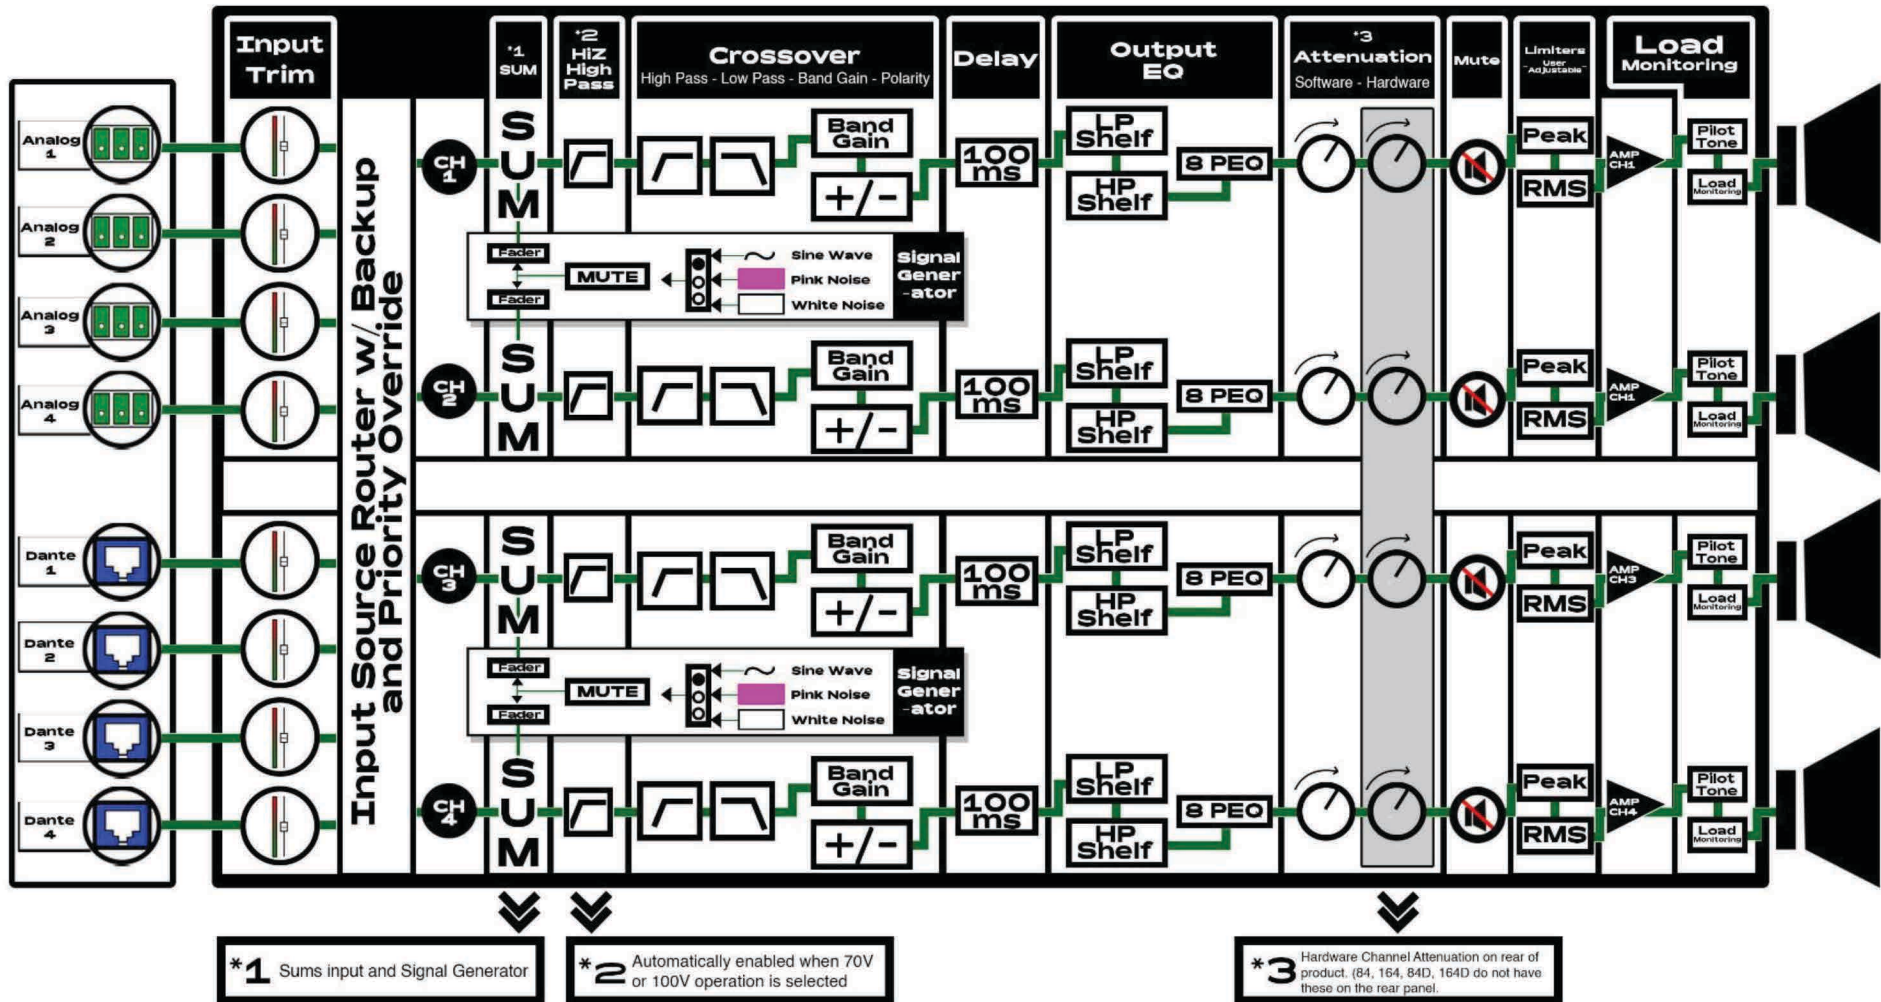 Input
Trim
*1
SUM
*2
HiZ
High
Pass
Crossover
High Pass - Low Pass - Band Gain - Polarity
Delay
Output
EQ
*3
Attenuation
Software - Hardware
Mute
Limiters
User
"Adjustable"
Load
Monitoring
Input Source Router w/ Backup
and Priority Override
Analog
1
CH
1
SUM
Band
Gain
+/-
100
ms
LP
Shelf
HP
Shelf
8 PEQ
Peak
RMS
AMP
CH1
Pilot
Tone
Load
Monitoring
Analog
2
Fader
MUTE
Fader
Sine Wave
Pink Noise
White Noise
Signal
Gener
-ator
Analog
3
Analog
4
CH
2
SUM
Band
Gain
+/-
100
ms
LP
Shelf
HP
Shelf
8 PEQ
Peak
RMS
AMP
CH1
Pilot
Tone
Load
Monitoring
Dante
1
CH
3
SUM
Band
Gain
+/-
100
ms
LP
Shelf
HP
Shelf
8 PEQ
Peak
RMS
AMP
CH3
Pilot
Tone
Load
Monitoring
Dante
2
Fader
MUTE
Fader
Sine Wave
Pink Noise
White Noise
Signal
Gener
-ator
Dante
3
Dante
4
CH
4
SUM
Band
Gain
+/-
100
ms
LP
Shelf
HP
Shelf
8 PEQ
Peak
RMS
AMP
CH4
Pilot
Tone
Load
Monitoring
*1 Sums input and Signal Generator
*2 Automatically enabled when 70V
or 100V operation is selected
*3 Hardware Channel Attenuation on rear of
product. (84, 164, 84D, 164D do not have
these on the rear panel.